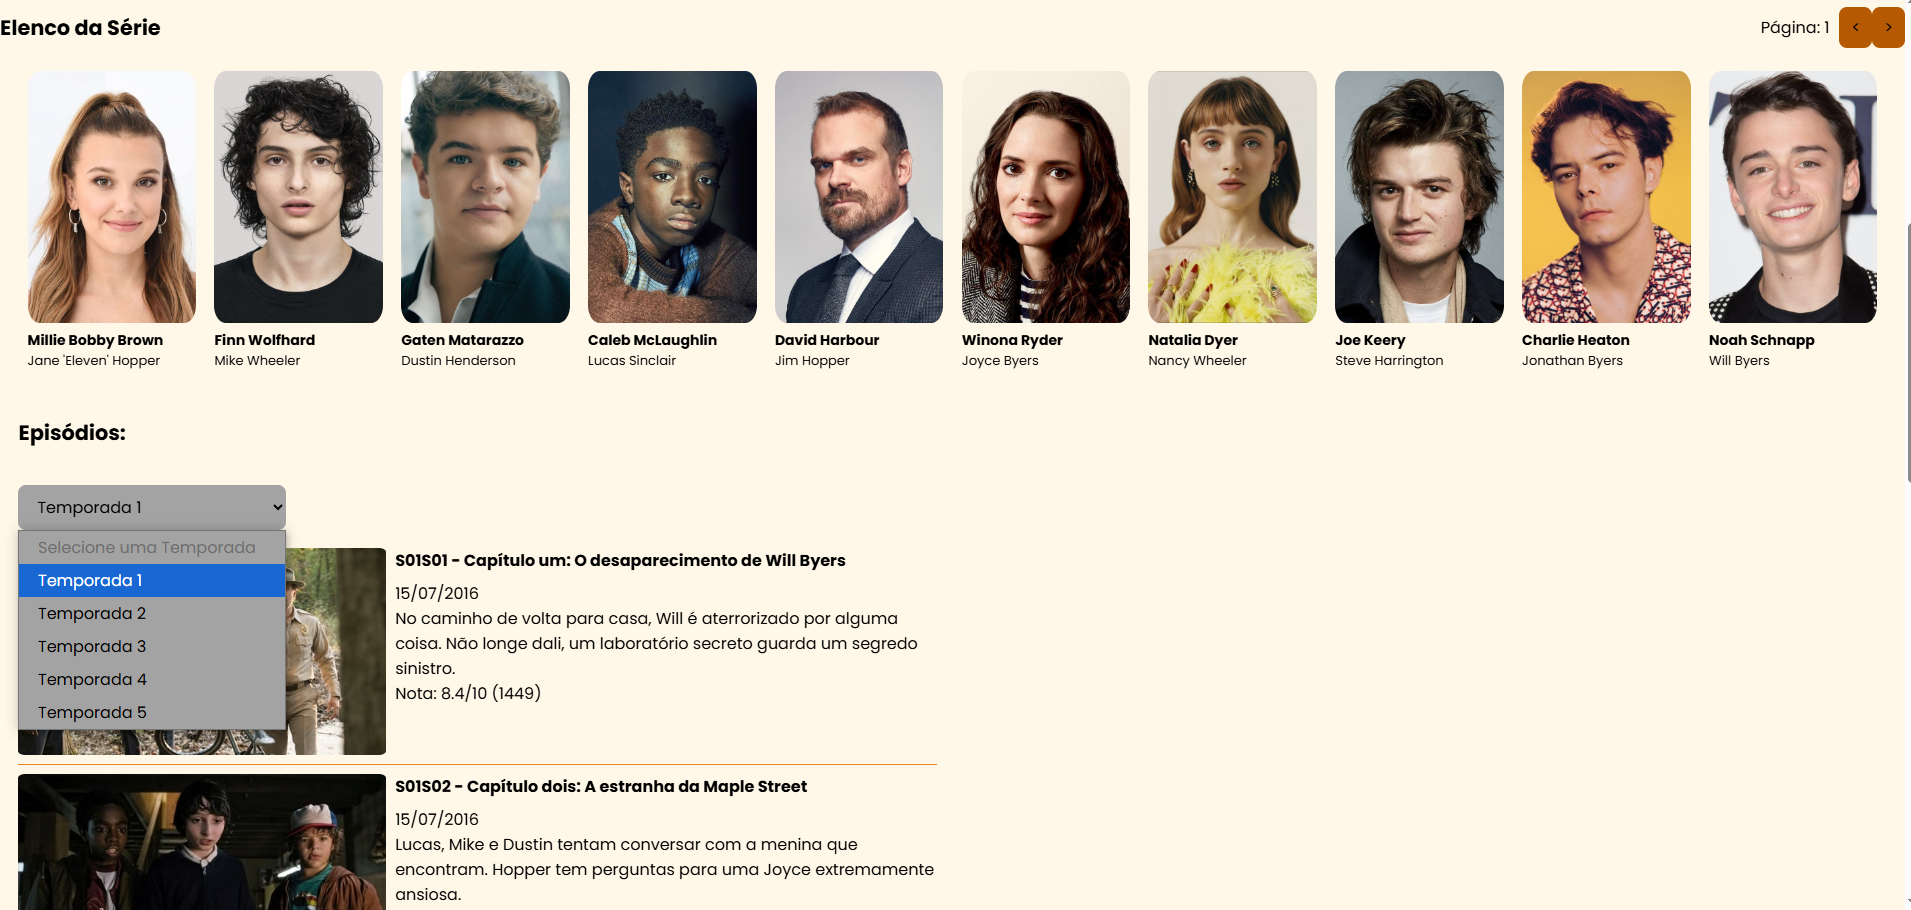 Elenco da Série
Página: 1 < >
Millie Bobby Brown
Jane 'Eleven' Hopper
Finn Wolfhard
Mike Wheeler
Gaten Matarazzo
Dustin Henderson
Caleb McLaughlin
Lucas Sinclair
David Harbour
Jim Hopper
Winona Ryder
Joyce Byers
Natalia Dyer
Nancy Wheeler
Joe Keery
Steve Harrington
Charlie Heaton
Jonathan Byers
Noah Schnapp
Will Byers
Episódios:
Temporada 1
Selecione uma Temporada
Temporada 1
Temporada 2
Temporada 3
Temporada 4
Temporada 5
S01S01 - Capítulo um: O desaparecimento de Will Byers
15/07/2016
No caminho de volta para casa, Will é aterrorizado por alguma
coisa. Não longe dali, um laboratório secreto guarda um segredo
sinistro.
Nota: 8.4/10 (1449)
S01S02 - Capítulo dois: A estranha da Maple Street
15/07/2016
Lucas, Mike e Dustin tentam conversar com a menina que
encontram. Hopper tem perguntas para uma Joyce extremamente
ansiosa.